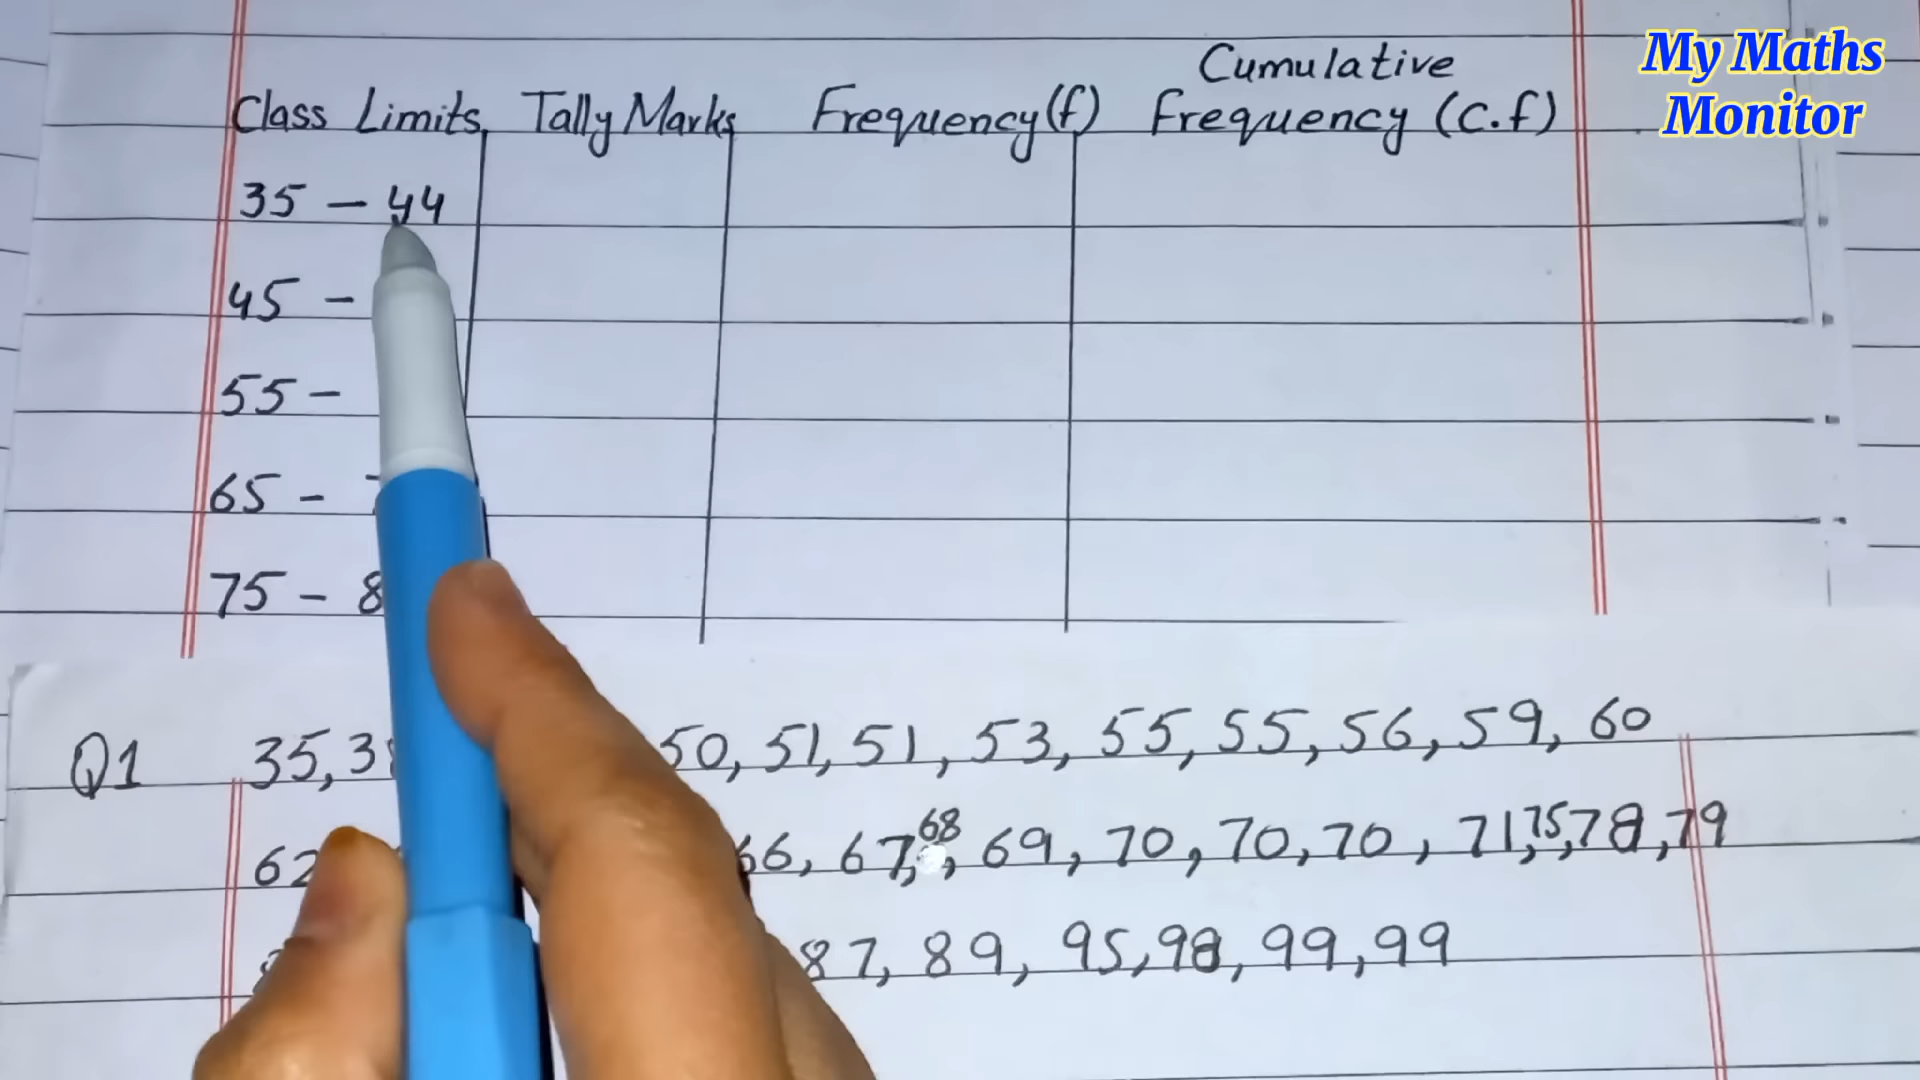 My Maths
Monitor
Cumulative
Class Limits Tally Marks Frequency (f) Frequency (C.f)
35 - 44
45 -
55 -
65 -
75 - 8
Q1 35, 50, 51, 51, 53, 55, 55, 56, 59, 60
62 66, 67, 68, 69, 70, 70, 70, 71, 75, 78, 79
87, 89, 95, 98, 99, 99